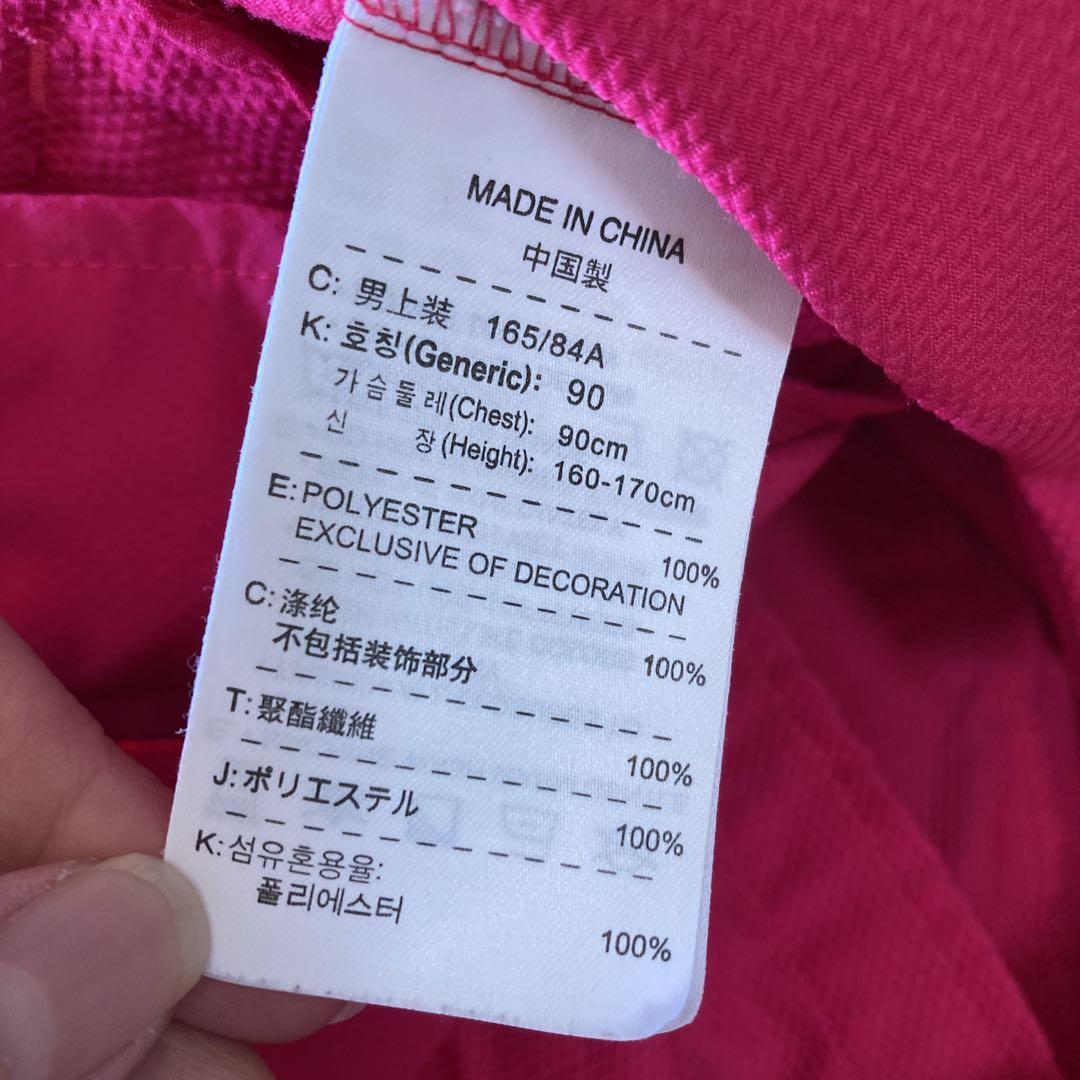 MADE IN CHINA
中国製
C: 男上装 165/84A
K: 호칭(Generic): 90
가슴둘레(Chest): 90cm
신 장(Height): 160-170cm
E: POLYESTER 100%
EXCLUSIVE OF DECORATION
C: 涤纶 100%
不包括装饰部分
T: 聚酯纖維 100%
J: ポリエステル 100%
K: 섬유혼용율:
폴리에스터 100%